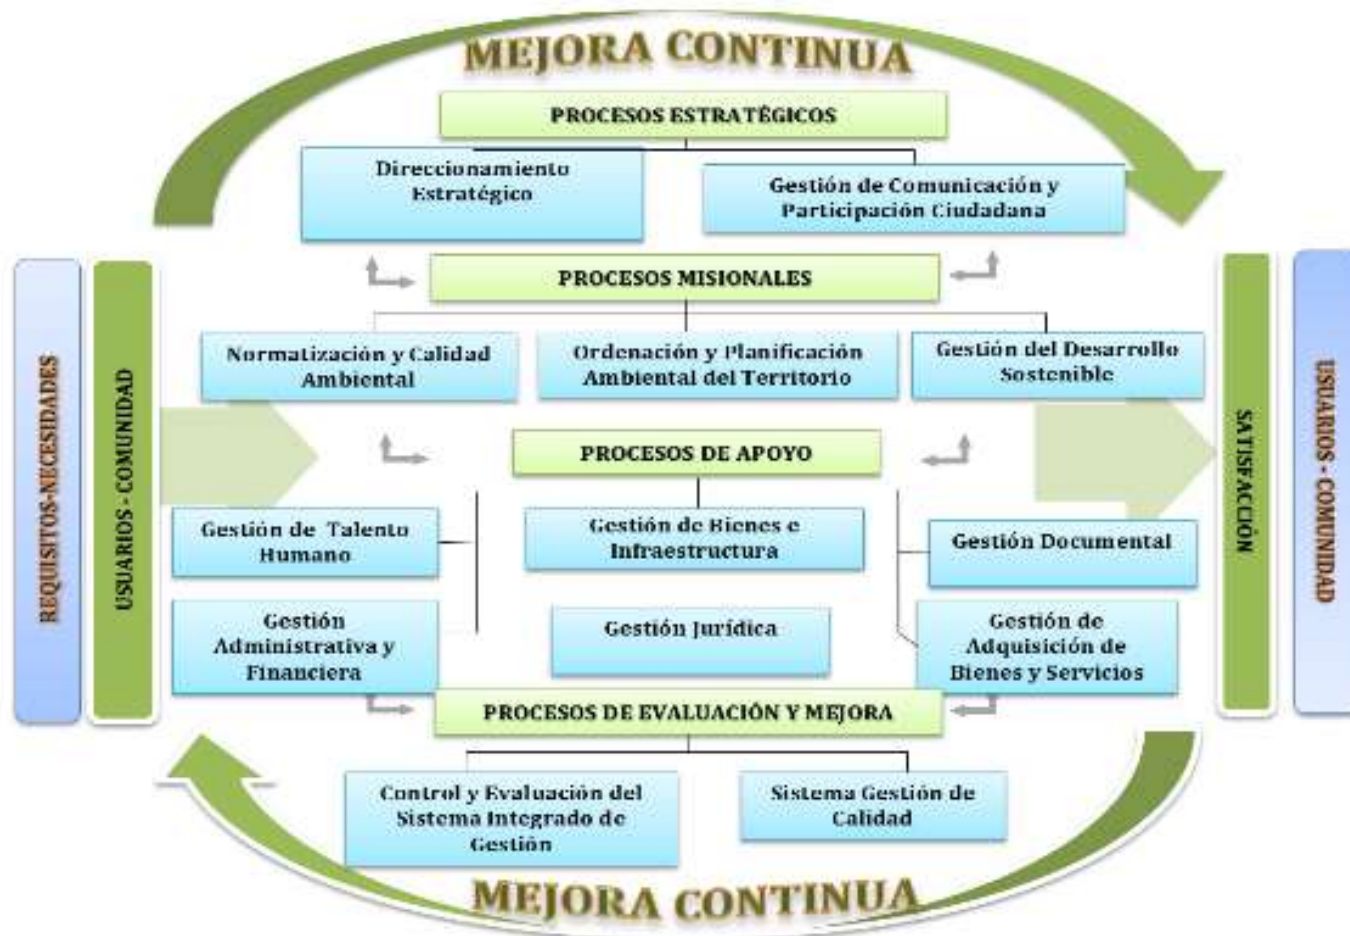 MEJORA CONTINUA
PROCESOS ESTRATÉGICOS
Direccionamiento
Estratégico
Gestión de Comunicación y
Participación Ciudadana
PROCESOS MISIONALES
Normatización y Calidad
Ambiental
Ordenación y Planificación
Ambiental del Territorio
Gestión del Desarrollo
Sostenible
REQUISITOS-NECESIDADES
USUARIOS - COMUNIDAD
SATISFACCIÓN
USUARIOS - COMUNIDAD
PROCESOS DE APOYO
Gestión de Talento
Humano
Gestión de Bienes e
Infraestructura
Gestión Documental
Gestión
Administrativa y
Financiera
Gestión Jurídica
Gestión de
Adquisición de
Bienes y Servicios
PROCESOS DE EVALUACIÓN Y MEJORA
Control y Evaluación del
Sistema Integrado de
Gestión
Sistema Gestión de
Calidad
MEJORA CONTINUA